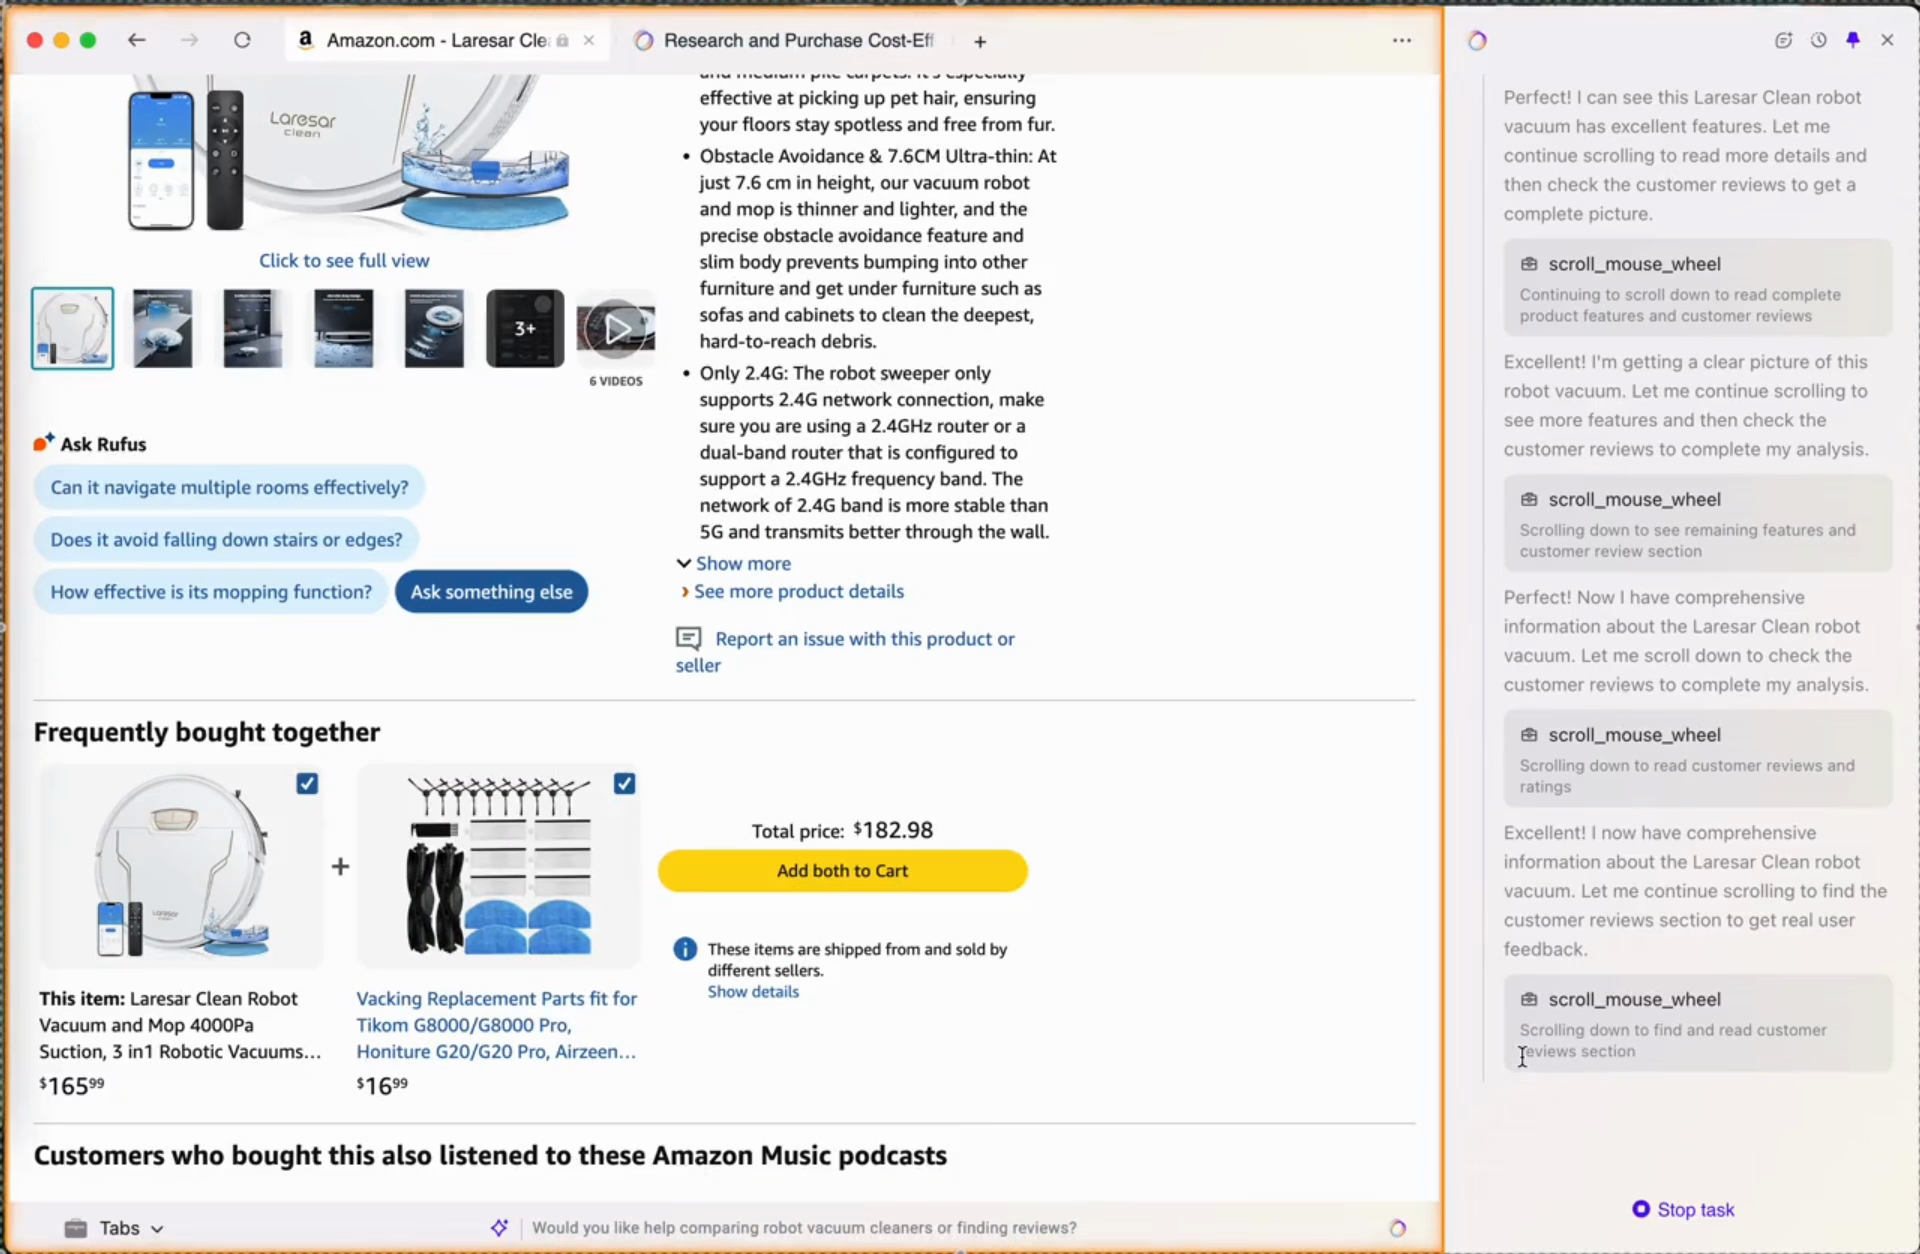 Amazon.com - Laresar Cle
Research and Purchase Cost-Eff
Laresar
clean
Click to see full view
3+
6 VIDEOS
Ask Rufus
Can it navigate multiple rooms effectively?
Does it avoid falling down stairs or edges?
How effective is its mopping function?
Ask something else
and medium pile carpets. It's especially
effective at picking up pet hair, ensuring
your floors stay spotless and free from fur.
• Obstacle Avoidance & 7.6CM Ultra-thin: At
just 7.6 cm in height, our vacuum robot
and mop is thinner and lighter, and the
precise obstacle avoidance feature and
slim body prevents bumping into other
furniture and get under furniture such as
sofas and cabinets to clean the deepest,
hard-to-reach debris.
• Only 2.4G: The robot sweeper only
supports 2.4G network connection, make
sure you are using a 2.4GHz router or a
dual-band router that is configured to
support a 2.4GHz frequency band. The
network of 2.4G band is more stable than
5G and transmits better through the wall.
Show more
› See more product details
Report an issue with this product or
seller
Frequently bought together
+
This item: Laresar Clean Robot
Vacuum and Mop 4000Pa
Suction, 3 in1 Robotic Vacuums...
$165⁹⁹
Vacking Replacement Parts fit for
Tikom G8000/G8000 Pro,
Honiture G20/G20 Pro, Airzeen...
$16⁹⁹
Total price: $182.98
Add both to Cart
These items are shipped from and sold by
different sellers.
Show details
Customers who bought this also listened to these Amazon Music podcasts
Tabs
Would you like help comparing robot vacuum cleaners or finding reviews?
Perfect! I can see this Laresar Clean robot
vacuum has excellent features. Let me
continue scrolling to read more details and
then check the customer reviews to get a
complete picture.
scroll_mouse_wheel
Continuing to scroll down to read complete
product features and customer reviews
Excellent! I'm getting a clear picture of this
robot vacuum. Let me continue scrolling to
see more features and then check the
customer reviews to complete my analysis.
scroll_mouse_wheel
Scrolling down to see remaining features and
customer review section
Perfect! Now I have comprehensive
information about the Laresar Clean robot
vacuum. Let me scroll down to check the
customer reviews to complete my analysis.
scroll_mouse_wheel
Scrolling down to read customer reviews and
ratings
Excellent! I now have comprehensive
information about the Laresar Clean robot
vacuum. Let me continue scrolling to find the
customer reviews section to get real user
feedback.
scroll_mouse_wheel
Scrolling down to find and read customer
reviews section
Stop task